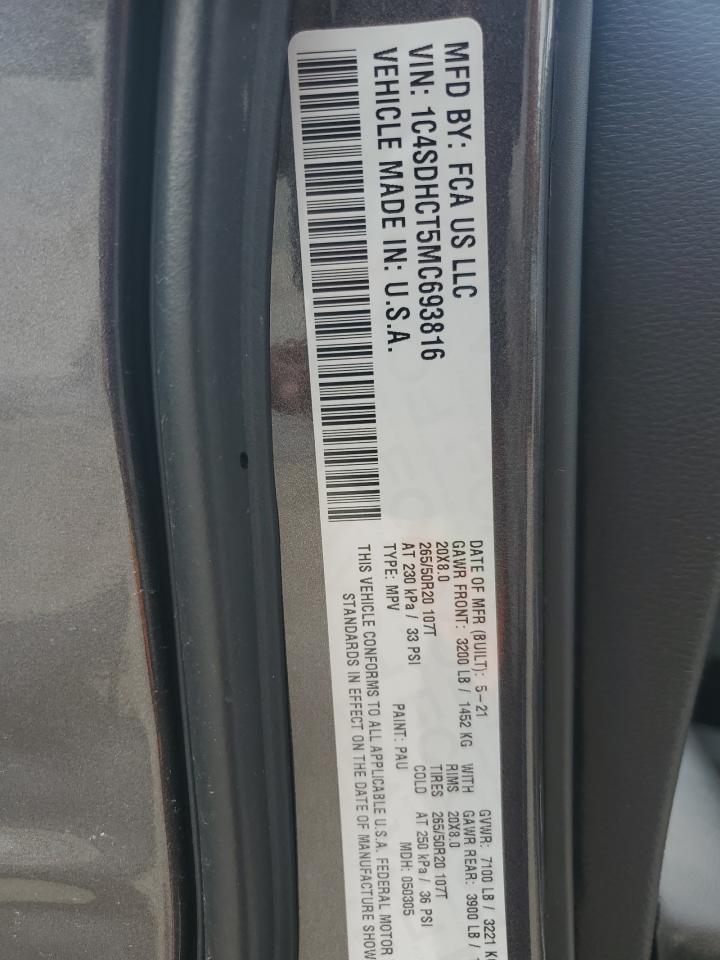 MFD BY: FCA US LLC
VIN: 1C4SDHCT5MC693816
VEHICLE MADE IN: U.S.A.
DATE OF MFR (BUILT): 5-21 GVWR: 7100 LB / 3221
GAWR FRONT: 3200 LB / 1452 KG WITH GAWR REAR: 3900 LB /
20X8.0 RIMS 20X8.0
265/50R20 107T TIRES 265/50R20 107T
AT 230 kPa / 33 PSI COLD AT 250 kPa / 36 PSI
TYPE: MPV PAINT: PAU MDH: 050305
THIS VEHICLE CONFORMS TO ALL APPLICABLE U.S.A. FEDERAL MOTOR
STANDARDS IN EFFECT ON THE DATE OF MANUFACTURE SHOW